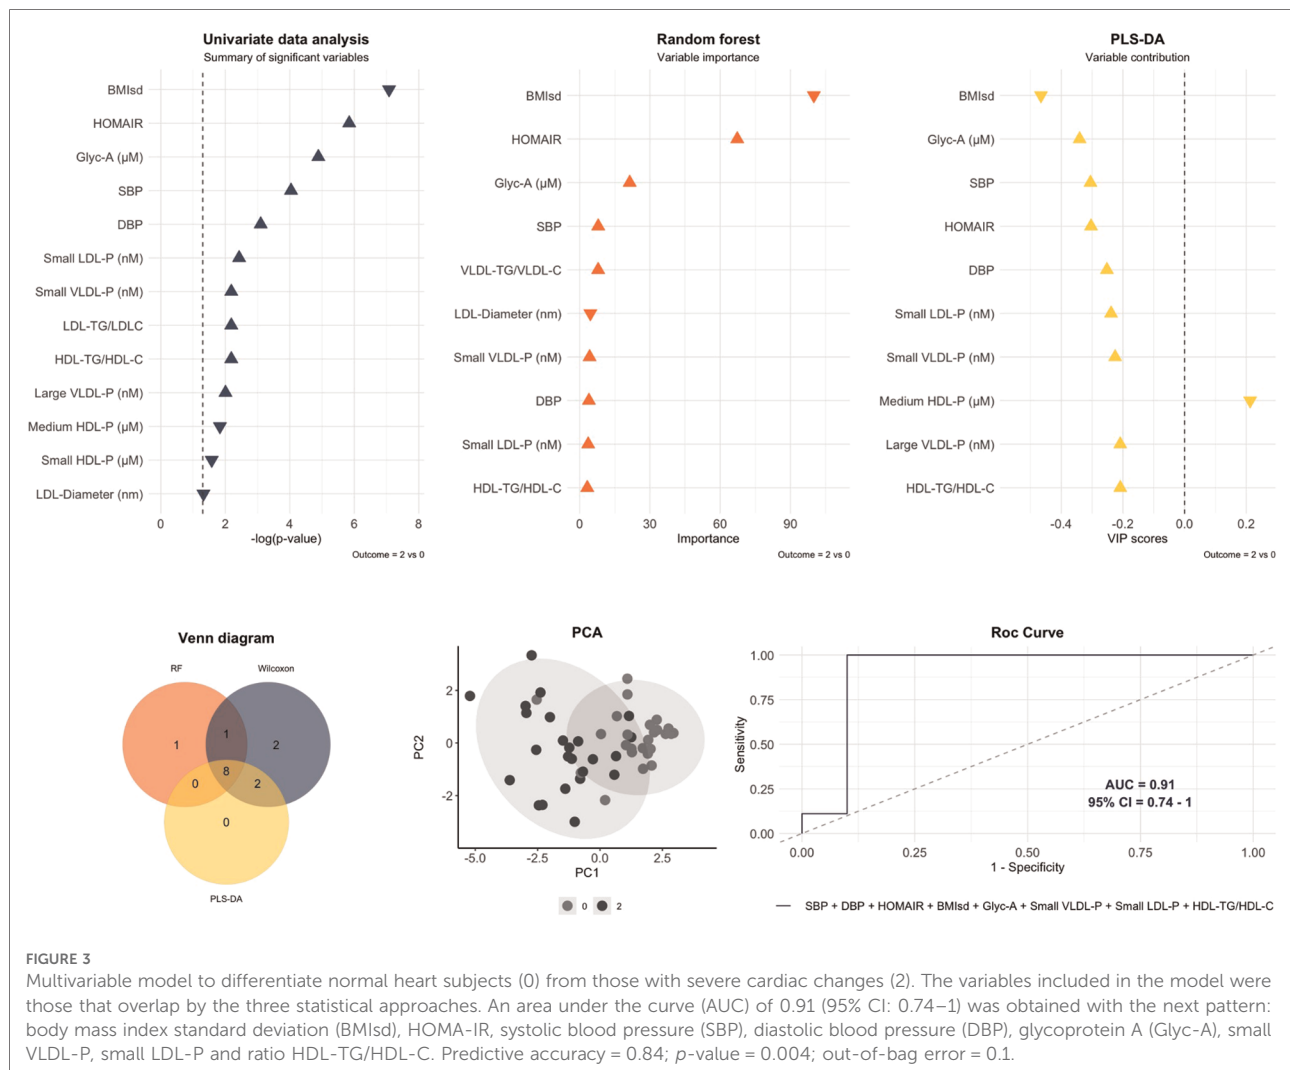 Univariate data analysis
Summary of significant variables
BMIsd
HOMAIR
Glyc-A (µM)
SBP
DBP
Small LDL-P (nM)
Small VLDL-P (nM)
LDL-TG/LDLC
HDL-TG/HDL-C
Large VLDL-P (nM)
Medium HDL-P (µM)
Small HDL-P (µM)
LDL-Diameter (nm)
0 2 4 6 8
-log(p-value)
Outcome = 2 vs 0
Random forest
Variable importance
BMIsd
HOMAIR
Glyc-A (µM)
SBP
VLDL-TG/VLDL-C
LDL-Diameter (nm)
Small VLDL-P (nM)
DBP
Small LDL-P (nM)
HDL-TG/HDL-C
0 30 60 90
Importance
Outcome = 2 vs 0
PLS-DA
Variable contribution
BMIsd
Glyc-A (µM)
SBP
HOMAIR
DBP
Small LDL-P (nM)
Small VLDL-P (nM)
Medium HDL-P (µM)
Large VLDL-P (nM)
HDL-TG/HDL-C
-0.4 -0.2 0.0 0.2
VIP scores
Outcome = 2 vs 0
Venn diagram
RF Wilcoxon
1 1 2
8
0 2
0
PLS-DA
PCA
PC2
2
0
-2
-5.0 -2.5 0.0 2.5
PC1
0 2
Roc Curve
Sensitivity
1.00
0.75
0.50
0.25
0.00
AUC = 0.91
95% CI = 0.74 - 1
0.00 0.25 0.50 0.75 1.00
1 - Specificity
SBP + DBP + HOMAIR + BMIsd + Glyc-A + Small VLDL-P + Small LDL-P + HDL-TG/HDL-C
FIGURE 3
Multivariable model to differentiate normal heart subjects (0) from those with severe cardiac changes (2). The variables included in the model were
those that overlap by the three statistical approaches. An area under the curve (AUC) of 0.91 (95% CI: 0.74–1) was obtained with the next pattern:
body mass index standard deviation (BMIsd), HOMA-IR, systolic blood pressure (SBP), diastolic blood pressure (DBP), glycoprotein A (Glyc-A), small
VLDL-P, small LDL-P and ratio HDL-TG/HDL-C. Predictive accuracy = 0.84; p-value = 0.004; out-of-bag error = 0.1.